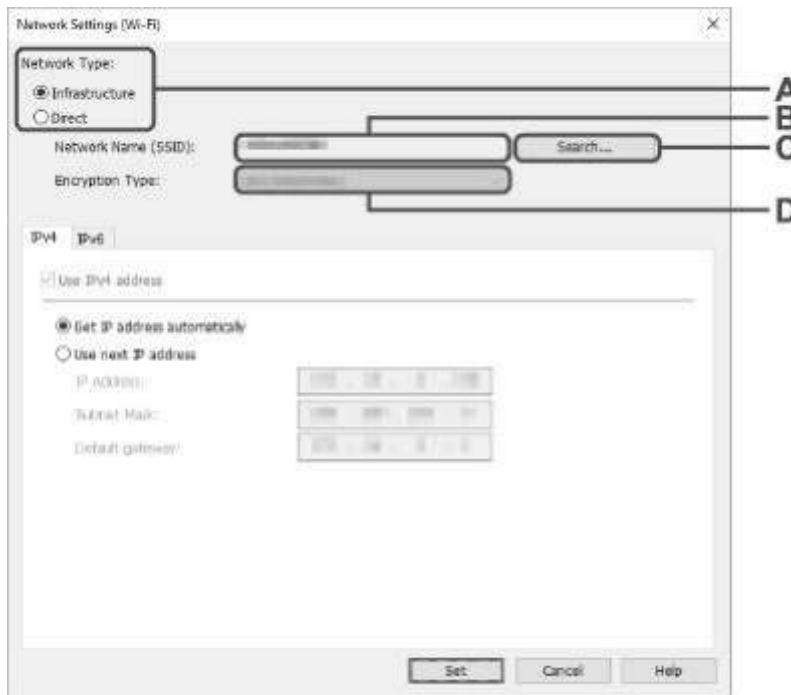 Network Settings (Wi-Fi)
Network Type:
Infrastructure
Direct
Network Name (SSID):
Search...
Encryption Type:
A
B
C
D
IPv4 IPv6
Use IPv4 address
Get IP address automatically
Use next IP address
IP Address:
Subnet Mask:
Default gateway:
Set Cancel Help